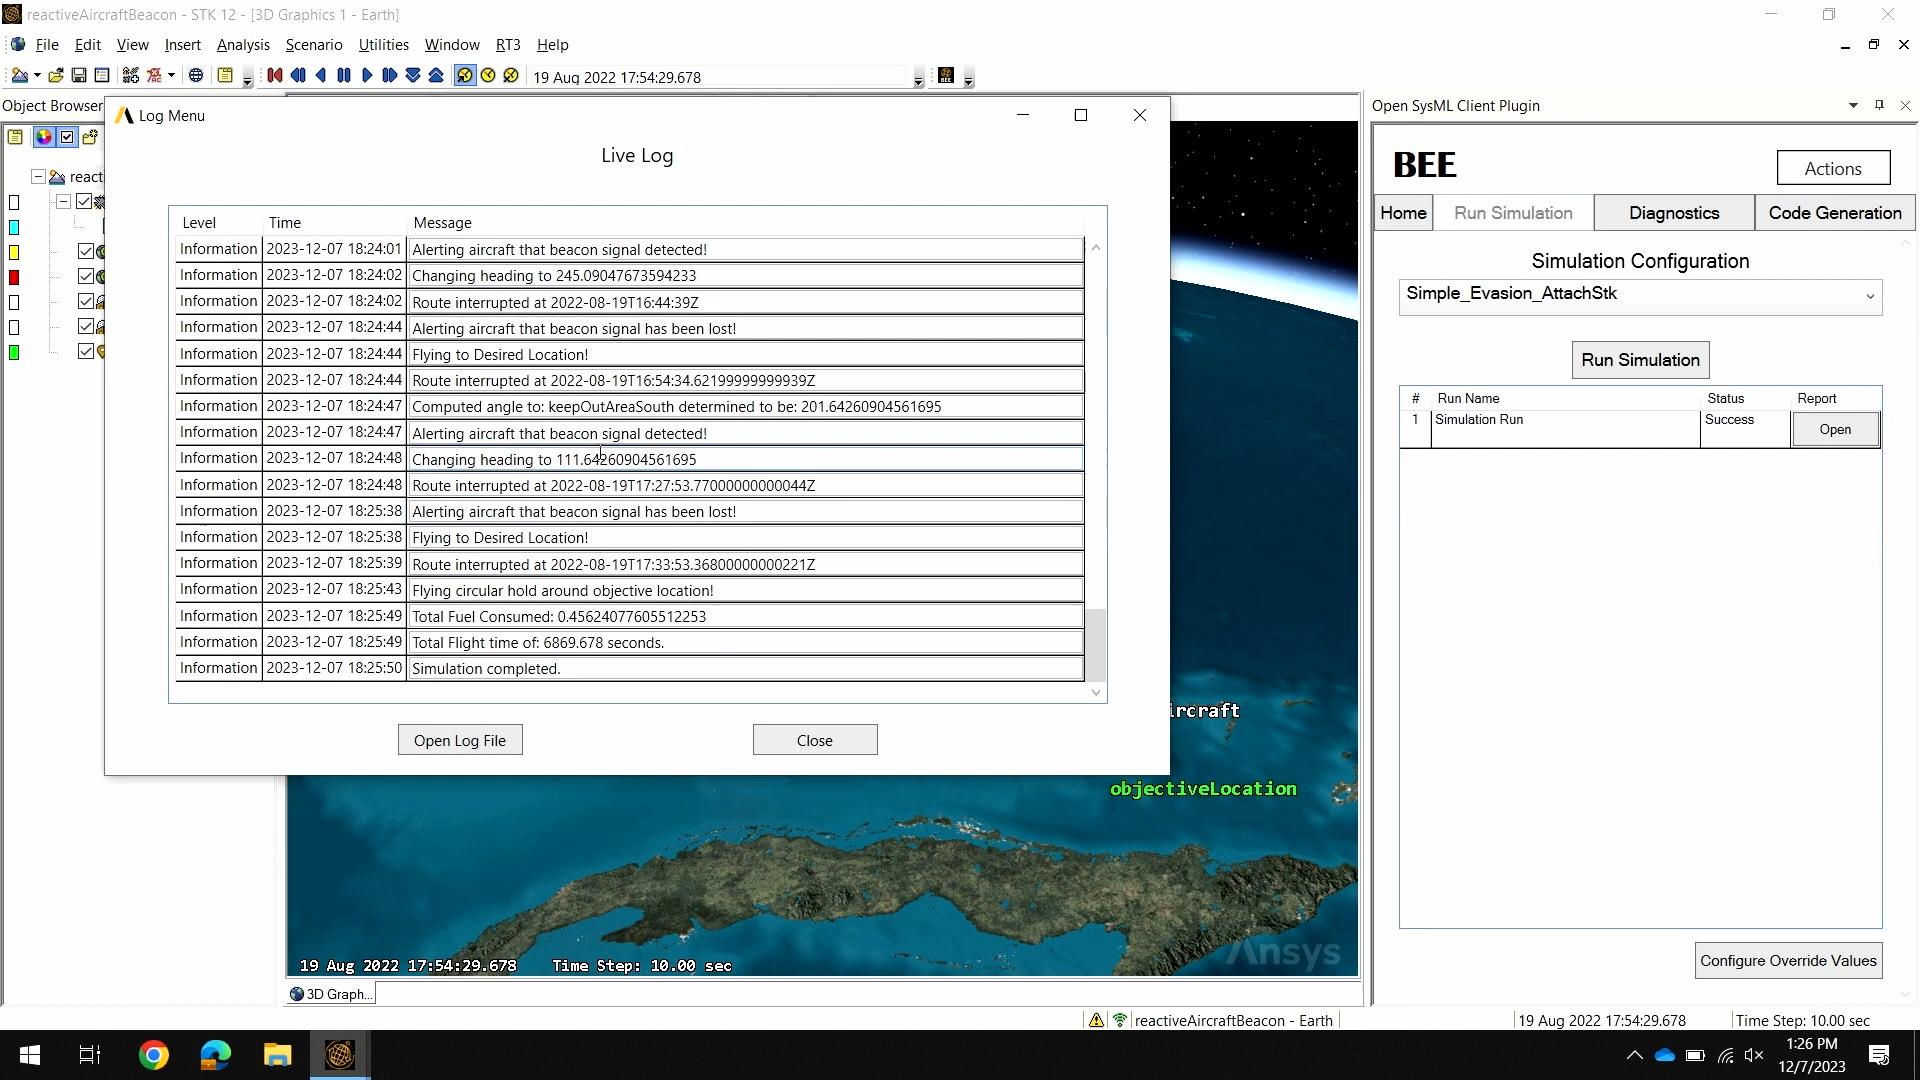 reactiveAircraftBeacon - STK 12 - [3D Graphics 1 - Earth]
File Edit View Insert Analysis Scenario Utilities Window RT3 Help
19 Aug 2022 17:54:29.678
BEE
Object Browser
Log Menu
Live Log
reacti
Level Time Message
Information 2023-12-07 18:24:01 Alerting aircraft that beacon signal detected!
Information 2023-12-07 18:24:02 Changing heading to 245.09047673594233
Information 2023-12-07 18:24:02 Route interrupted at 2022-08-19T16:44:39Z
Information 2023-12-07 18:24:44 Alerting aircraft that beacon signal has been lost!
Information 2023-12-07 18:24:44 Flying to Desired Location!
Information 2023-12-07 18:24:44 Route interrupted at 2022-08-19T16:54:34.62199999999939Z
Information 2023-12-07 18:24:47 Computed angle to: keepOutAreaSouth determined to be: 201.64260904561695
Information 2023-12-07 18:24:47 Alerting aircraft that beacon signal detected!
Information 2023-12-07 18:24:48 Changing heading to 111.64260904561695
Information 2023-12-07 18:24:48 Route interrupted at 2022-08-19T17:27:53.77000000000044Z
Information 2023-12-07 18:25:38 Alerting aircraft that beacon signal has been lost!
Information 2023-12-07 18:25:38 Flying to Desired Location!
Information 2023-12-07 18:25:39 Route interrupted at 2022-08-19T17:33:53.36800000000221Z
Information 2023-12-07 18:25:43 Flying circular hold around objective location!
Information 2023-12-07 18:25:49 Total Fuel Consumed: 0.45624077605512253
Information 2023-12-07 18:25:49 Total Flight time of: 6869.678 seconds.
Information 2023-12-07 18:25:50 Simulation completed.
Open Log File Close
ircraft
objectiveLocation
Ansys
19 Aug 2022 17:54:29.678 Time Step: 10.00 sec
3D Graph...
Open SysML Client Plugin
BEE
Actions
Home Run Simulation Diagnostics Code Generation
Simulation Configuration
Simple_Evasion_AttachStk
Run Simulation
# Run Name Status Report
1 Simulation Run Success Open
Configure Override Values
reactiveAircraftBeacon - Earth 19 Aug 2022 17:54:29.678 Time Step: 10.00 sec
1:26 PM
12/7/2023